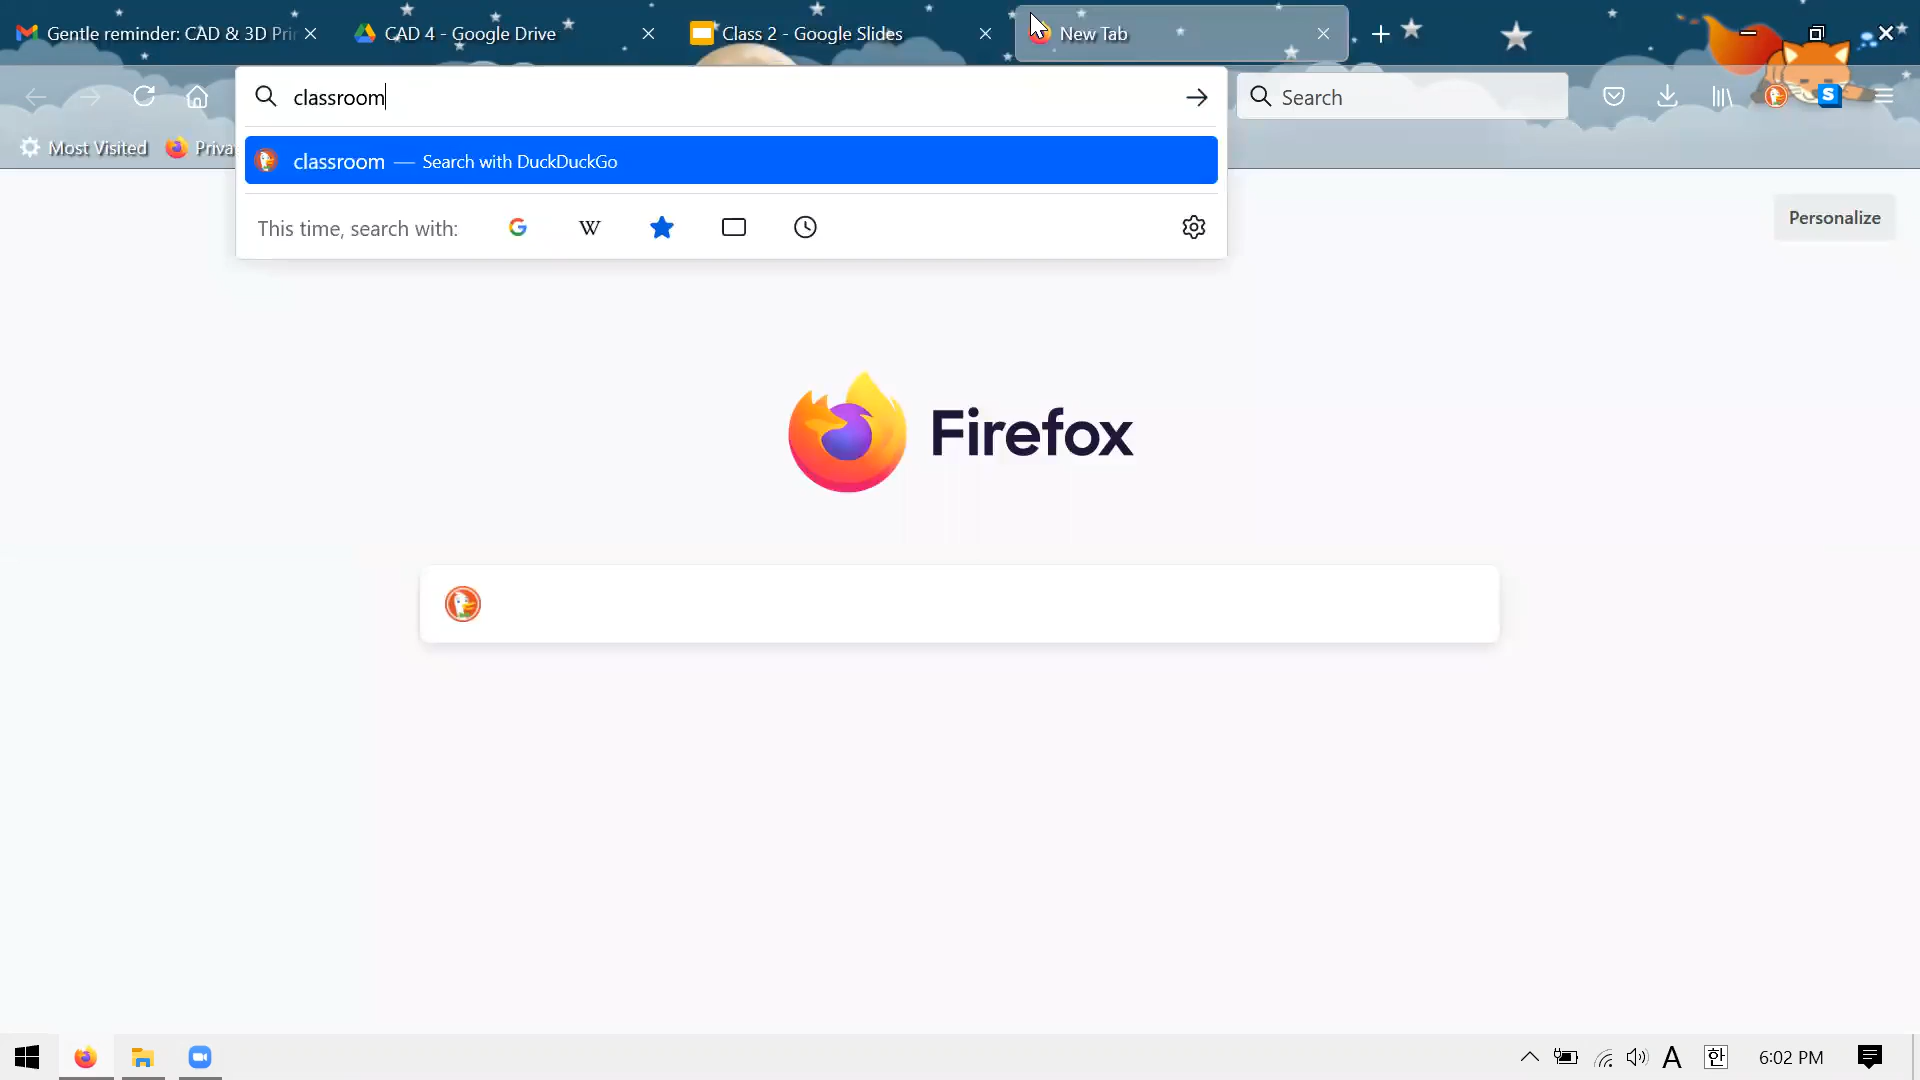 Gentle reminder: CAD & 3D Pri
CAD 4 - Google Drive
Class 2 - Google Slides
New Tab
classroom
Search
Most Visited
Priva
classroom — Search with DuckDuckGo
This time, search with:
G
W
S
Personalize
Firefox
A
한
6:02 PM